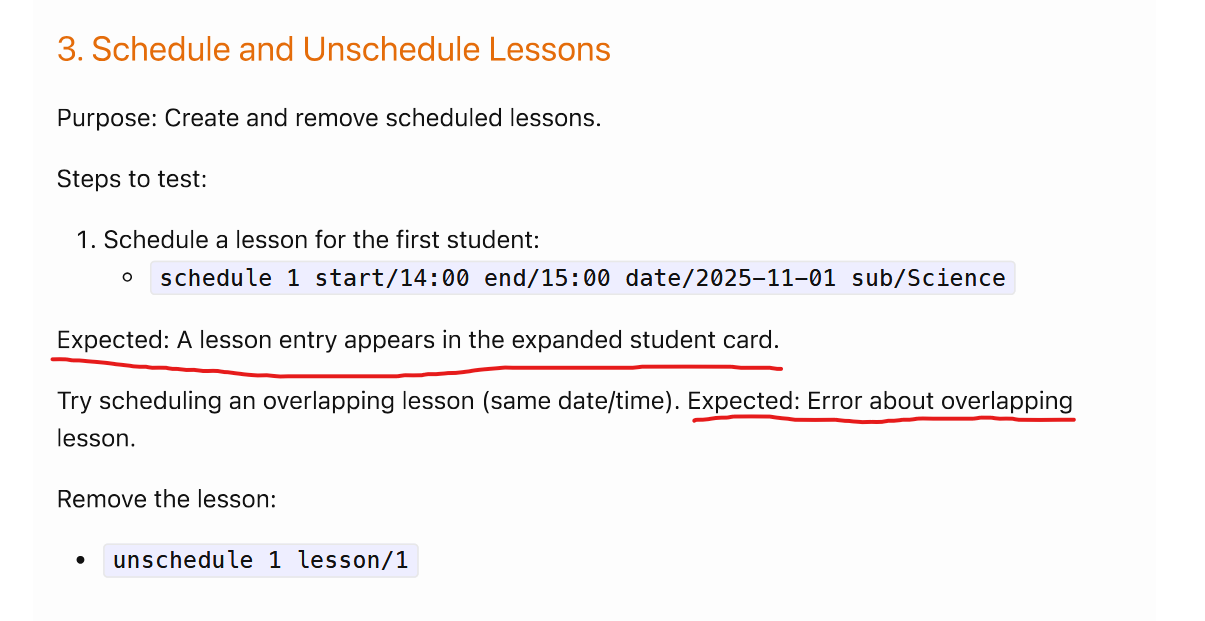 3. Schedule and Unschedule Lessons
Purpose: Create and remove scheduled lessons.
Steps to test:
1. Schedule a lesson for the first student:
schedule 1 start/14:00 end/15:00 date/2025-11-01 sub/Science
Expected: A lesson entry appears in the expanded student card.
Try scheduling an overlapping lesson (same date/time). Expected: Error about overlapping
lesson.
Remove the lesson:
unschedule 1 lesson/1